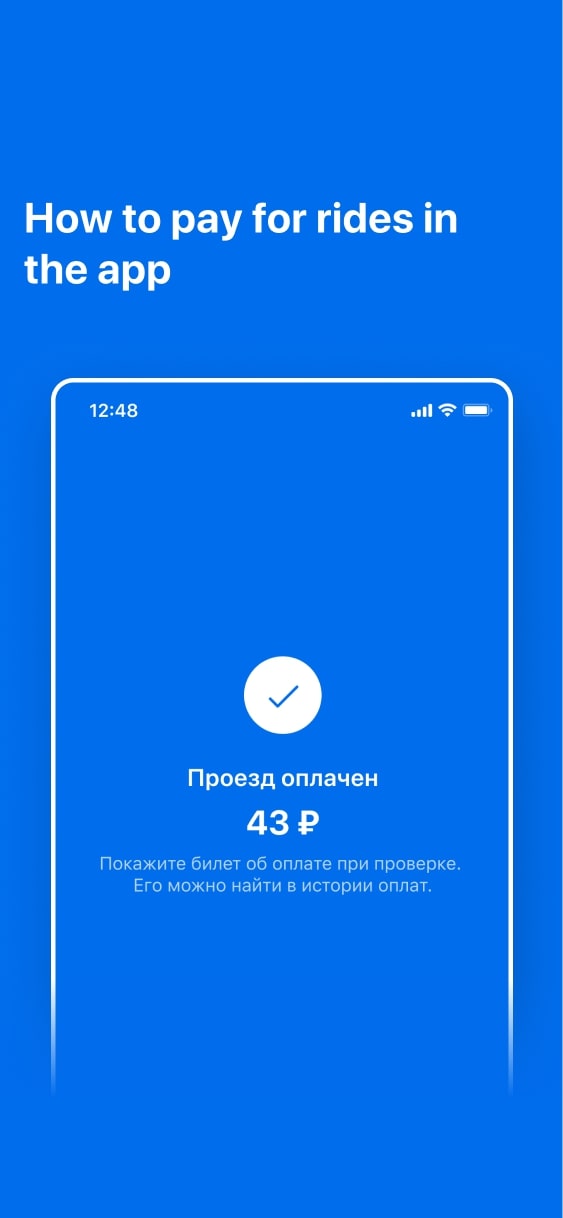 How to pay for rides in
the app
12:48
Проезд оплачен
43 ₽
Покажите билет об оплате при проверке.
Его можно найти в истории оплат.